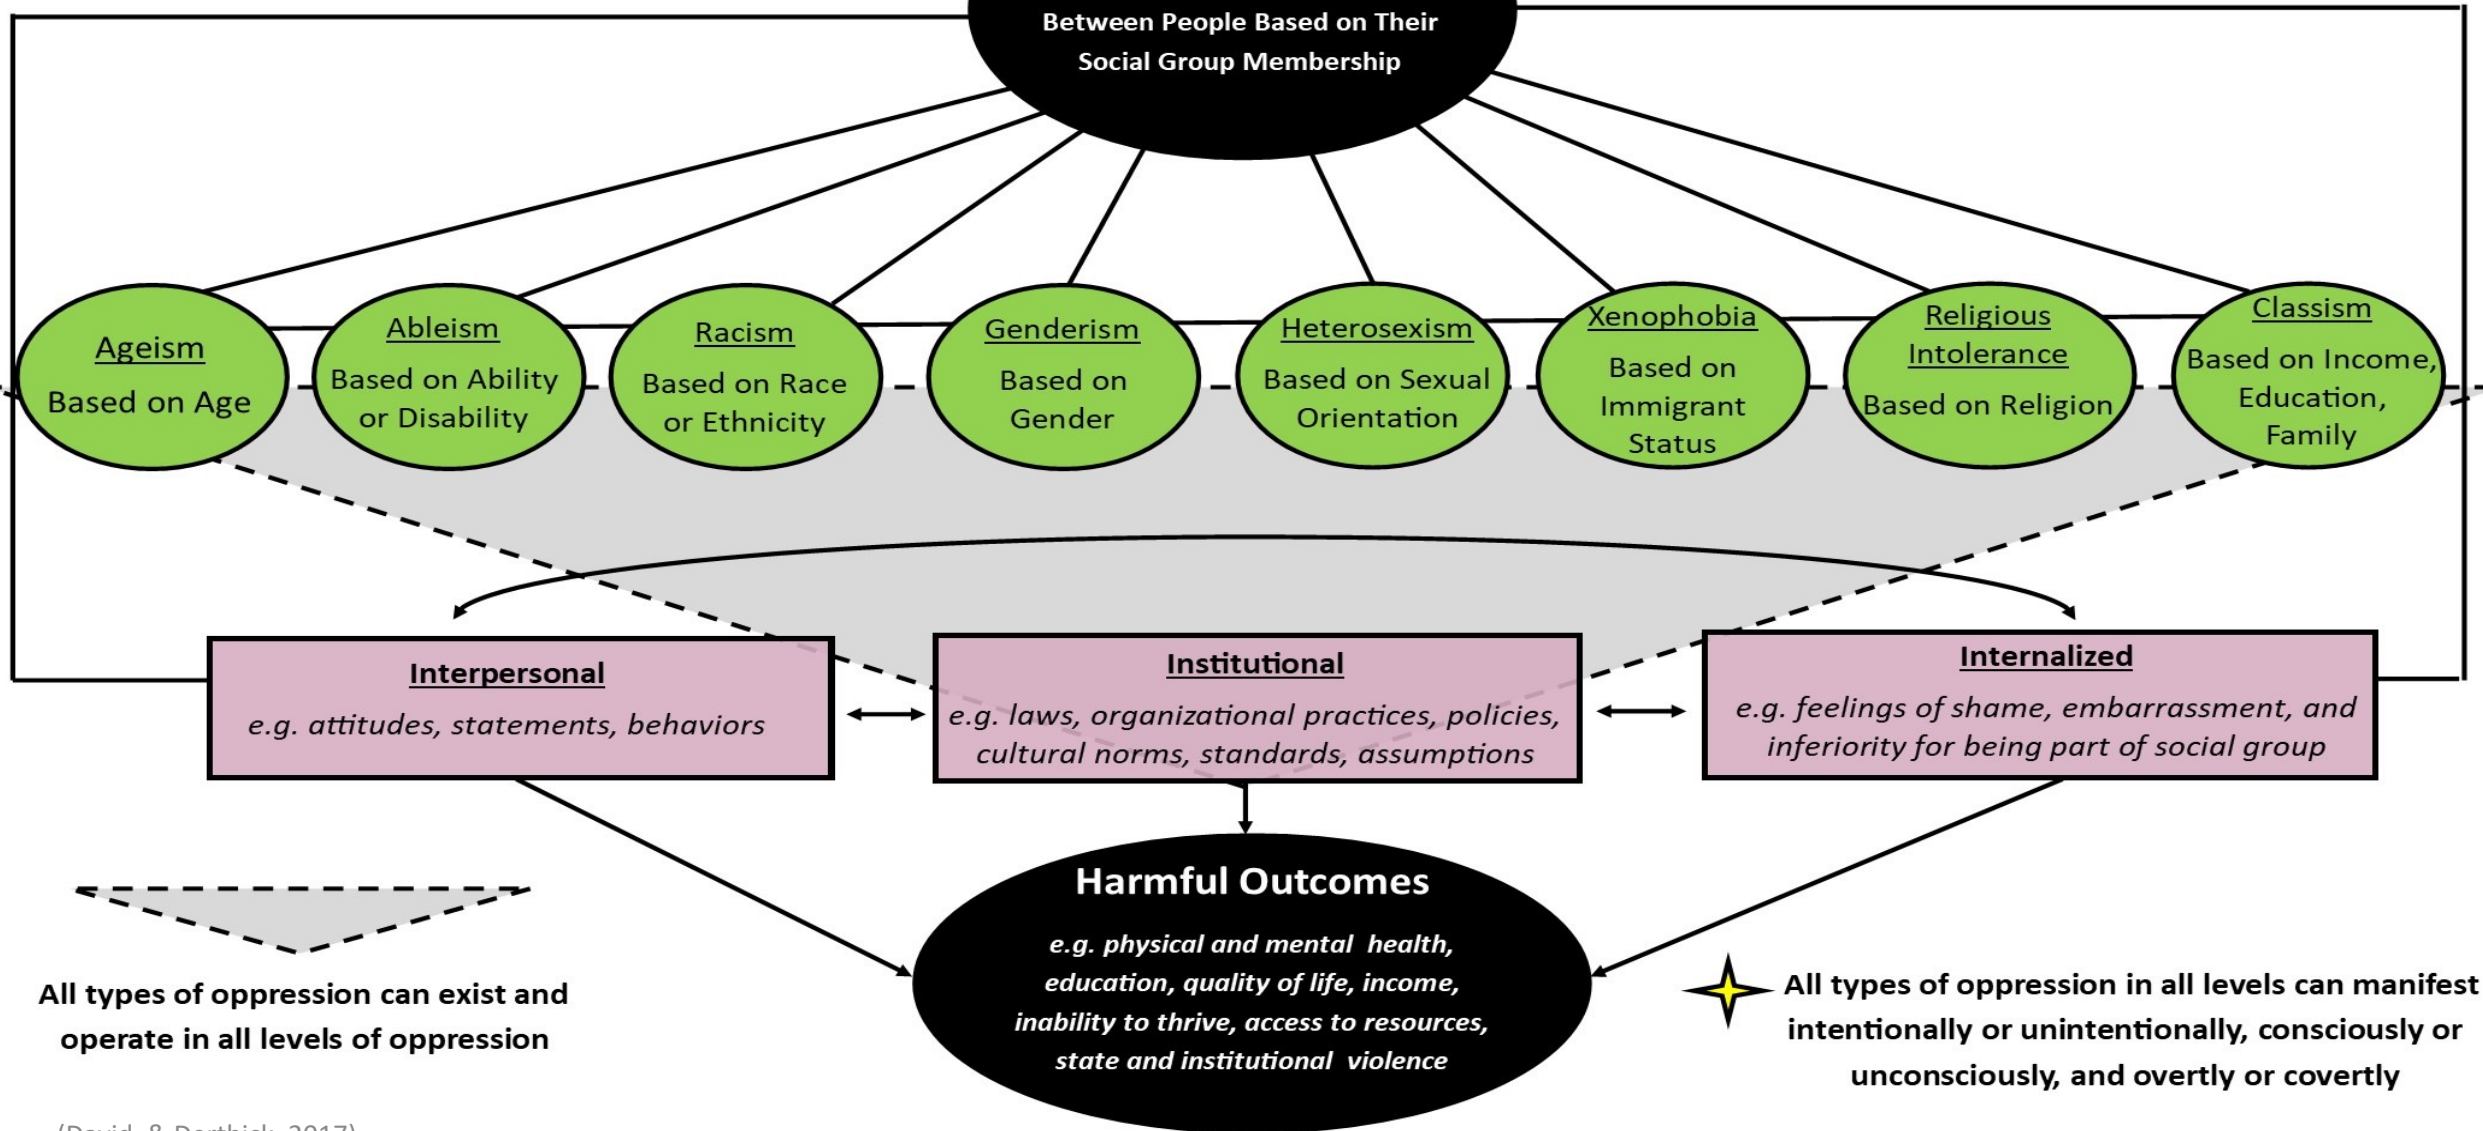 Between People Based on Their
Social Group Membership
Ageism
Based on Age
Ableism
Based on Ability
or Disability
Racism
Based on Race
or Ethnicity
Genderism
Based on
Gender
Heterosexism
Based on Sexual
Orientation
Xenophobia
Based on
Immigrant
Status
Religious
Intolerance
Based on Religion
Classism
Based on Income,
Education,
Family
Interpersonal
e.g. attitudes, statements, behaviors
Institutional
e.g. laws, organizational practices, policies,
cultural norms, standards, assumptions
Internalized
e.g. feelings of shame, embarrassment, and
inferiority for being part of social group
Harmful Outcomes
e.g. physical and mental health,
education, quality of life, income,
inability to thrive, access to resources,
state and institutional violence
All types of oppression can exist and
operate in all levels of oppression
All types of oppression in all levels can manifest
intentionally or unintentionally, consciously or
unconsciously, and overtly or covertly
(David & Derthick, 2017)